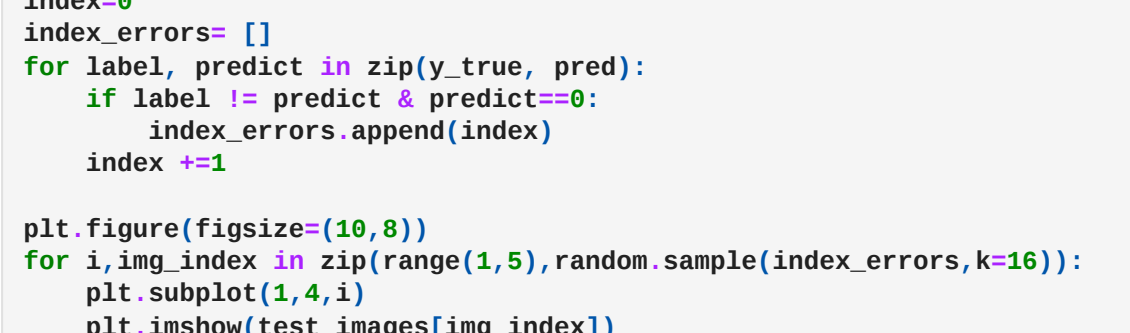 index=0
index_errors= []
for label, predict in zip(y_true, pred):
    if label != predict & predict==0:
        index_errors.append(index)
    index +=1
plt.figure(figsize=(10,8))
for i,img_index in zip(range(1,5),random.sample(index_errors,k=16)):
    plt.subplot(1,4,i)
    plt.imshow(test_images[img_index])